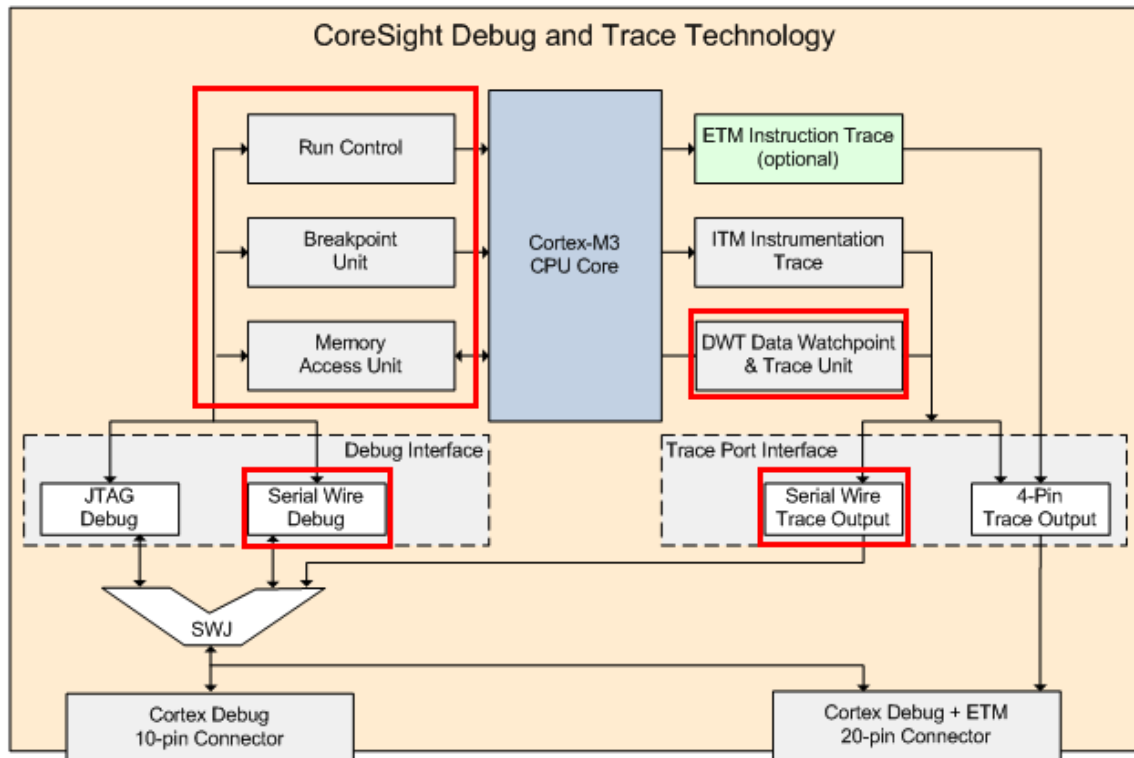 CoreSight Debug and Trace Technology
Run Control
Breakpoint
Unit
Memory
Access Unit
Cortex-M3
CPU Core
ETM Instruction Trace
(optional)
ITM Instrumentation
Trace
DWT Data Watchpoint
& Trace Unit
Debug Interface
JTAG
Debug
Serial Wire
Debug
Trace Port Interface
Serial Wire
Trace Output
4-Pin
Trace Output
SWJ
Cortex Debug
10-pin Connector
Cortex Debug + ETM
20-pin Connector